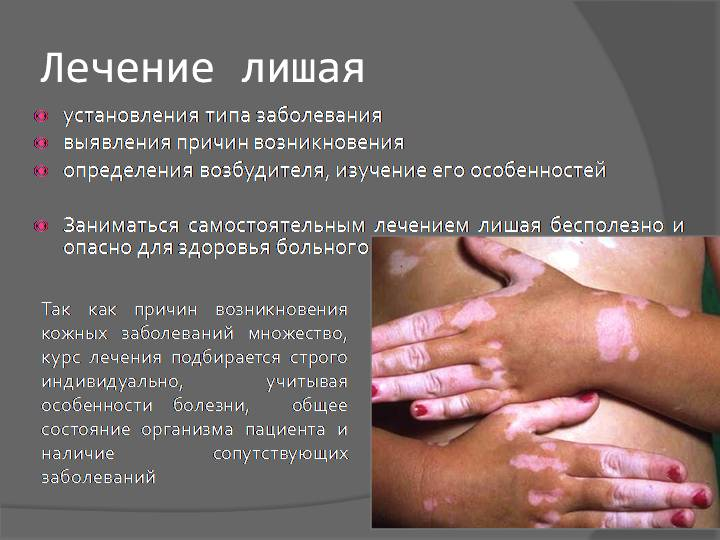 Лечение лишая
установления типа заболевания
выявления причин возникновения
определения возбудителя, изучение его особенностей
Заниматься самостоятельным лечением лишая бесполезно и
опасно для здоровья больного
Так как причин возникновения
кожных заболеваний множество,
курс лечения подбирается строго
индивидуально, учитывая
особенности болезни, общее
состояние организма пациента и
наличие сопутствующих
заболеваний